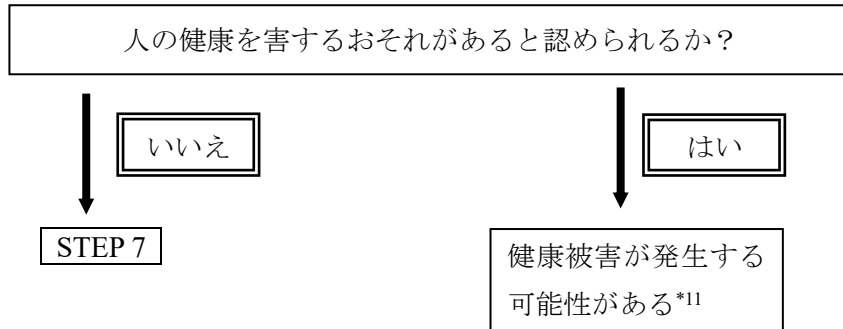 人の健康を害するおそれがあると認められるか？
いいえ
はい
STEP 7
健康被害が発生する
可能性がある*11